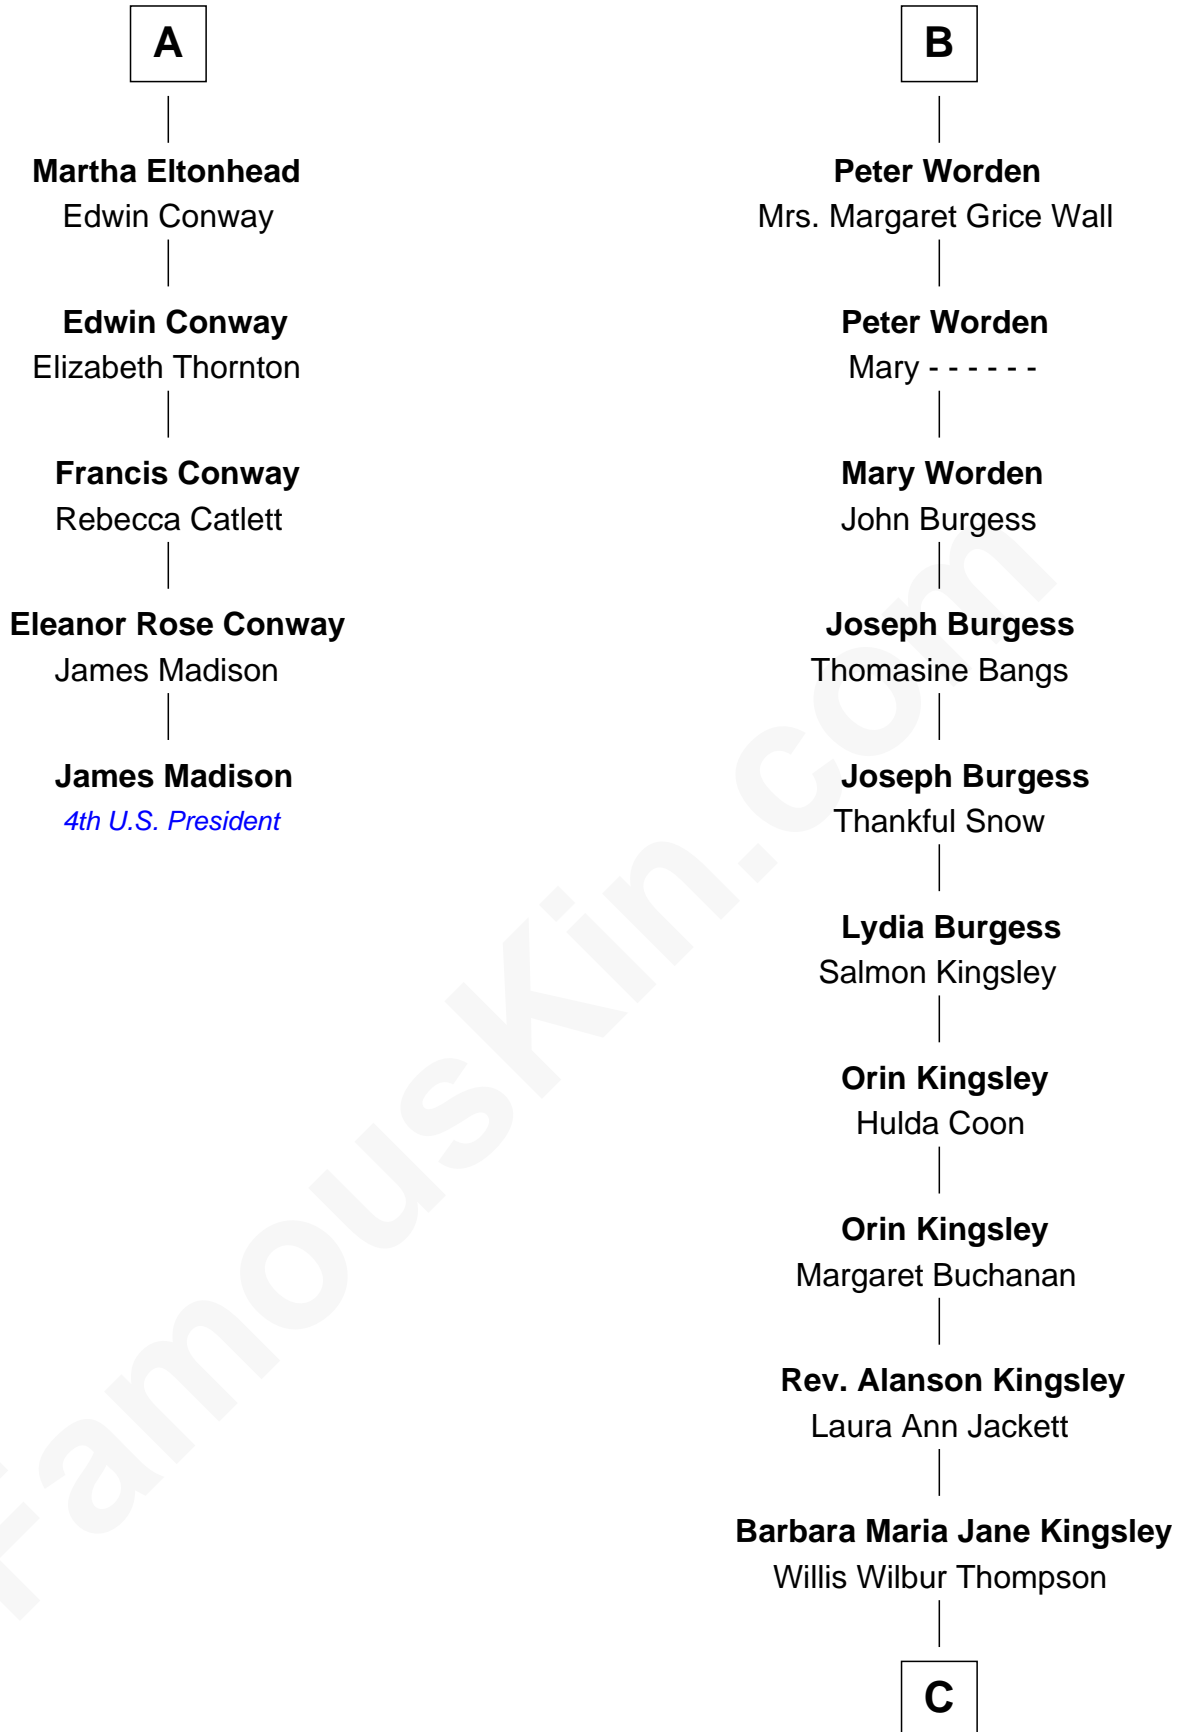 A
Martha Eltonhead
Edwin Conway
Edwin Conway
Elizabeth Thornton
Francis Conway
Rebecca Catlett
Eleanor Rose Conway
James Madison
James Madison
4th U.S. President
B
Peter Worden
Mrs. Margaret Grice Wall
Peter Worden
Mary - - - - - -
Mary Worden
John Burgess
Joseph Burgess
Thomasine Bangs
Joseph Burgess
Thankful Snow
Lydia Burgess
Salmon Kingsley
Orin Kingsley
Hulda Coon
Orin Kingsley
Margaret Buchanan
Rev. Alanson Kingsley
Laura Ann Jackett
Barbara Maria Jane Kingsley
Willis Wilbur Thompson
C
FamousKin.com